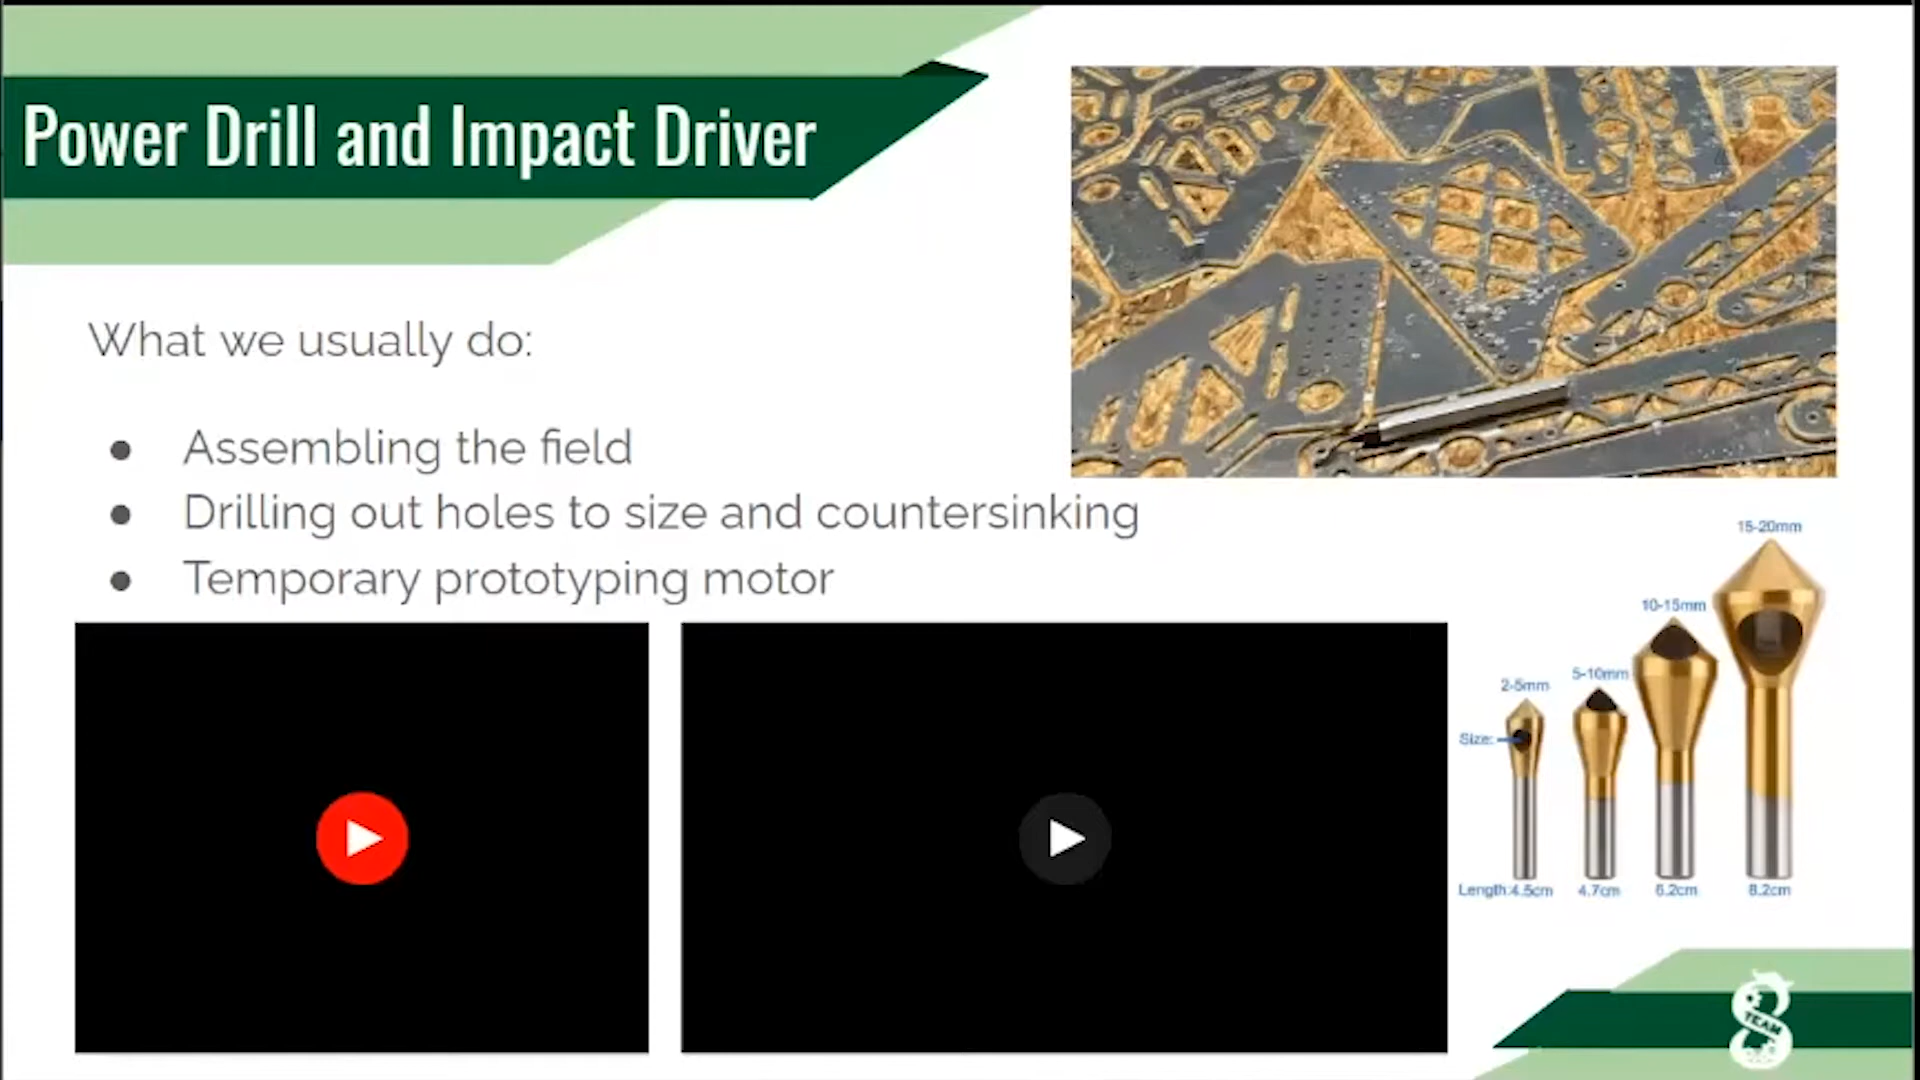 Power Drill and Impact Driver
What we usually do:
● Assembling the field
● Drilling out holes to size and countersinking
● Temporary prototyping motor
15-20mm
10-15mm
5-10mm
2-5mm
Size:
Length:4.5cm 4.7cm 6.2cm 8.2cm
TEAM
8